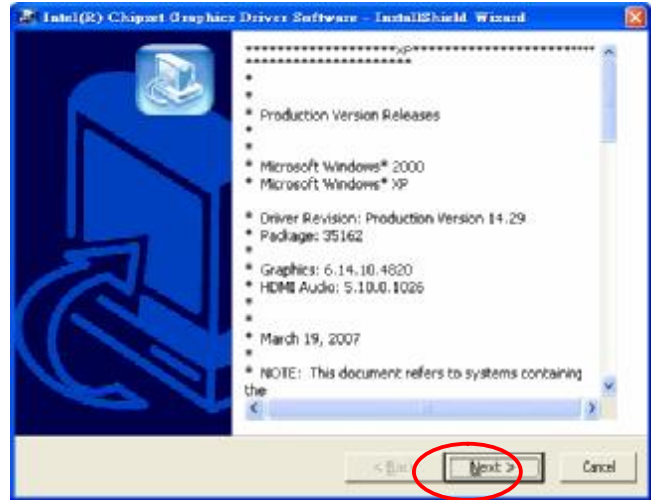 Intel(R) Chipset Graphics Driver Software - InstallShield Wizard
********************XP************************
*********************
*
*
* Production Version Releases
*
*
* Microsoft Windows* 2000
* Microsoft Windows* XP
*
* Driver Revision: Production Version 14.29
* Package: 35162
*
* Graphics: 6.14.10.4820
* HDMI Audio: 5.10.0.1026
*
*
* March 19, 2007
*
* NOTE: This document refers to systems containing
the
< Back
Next >
Cancel